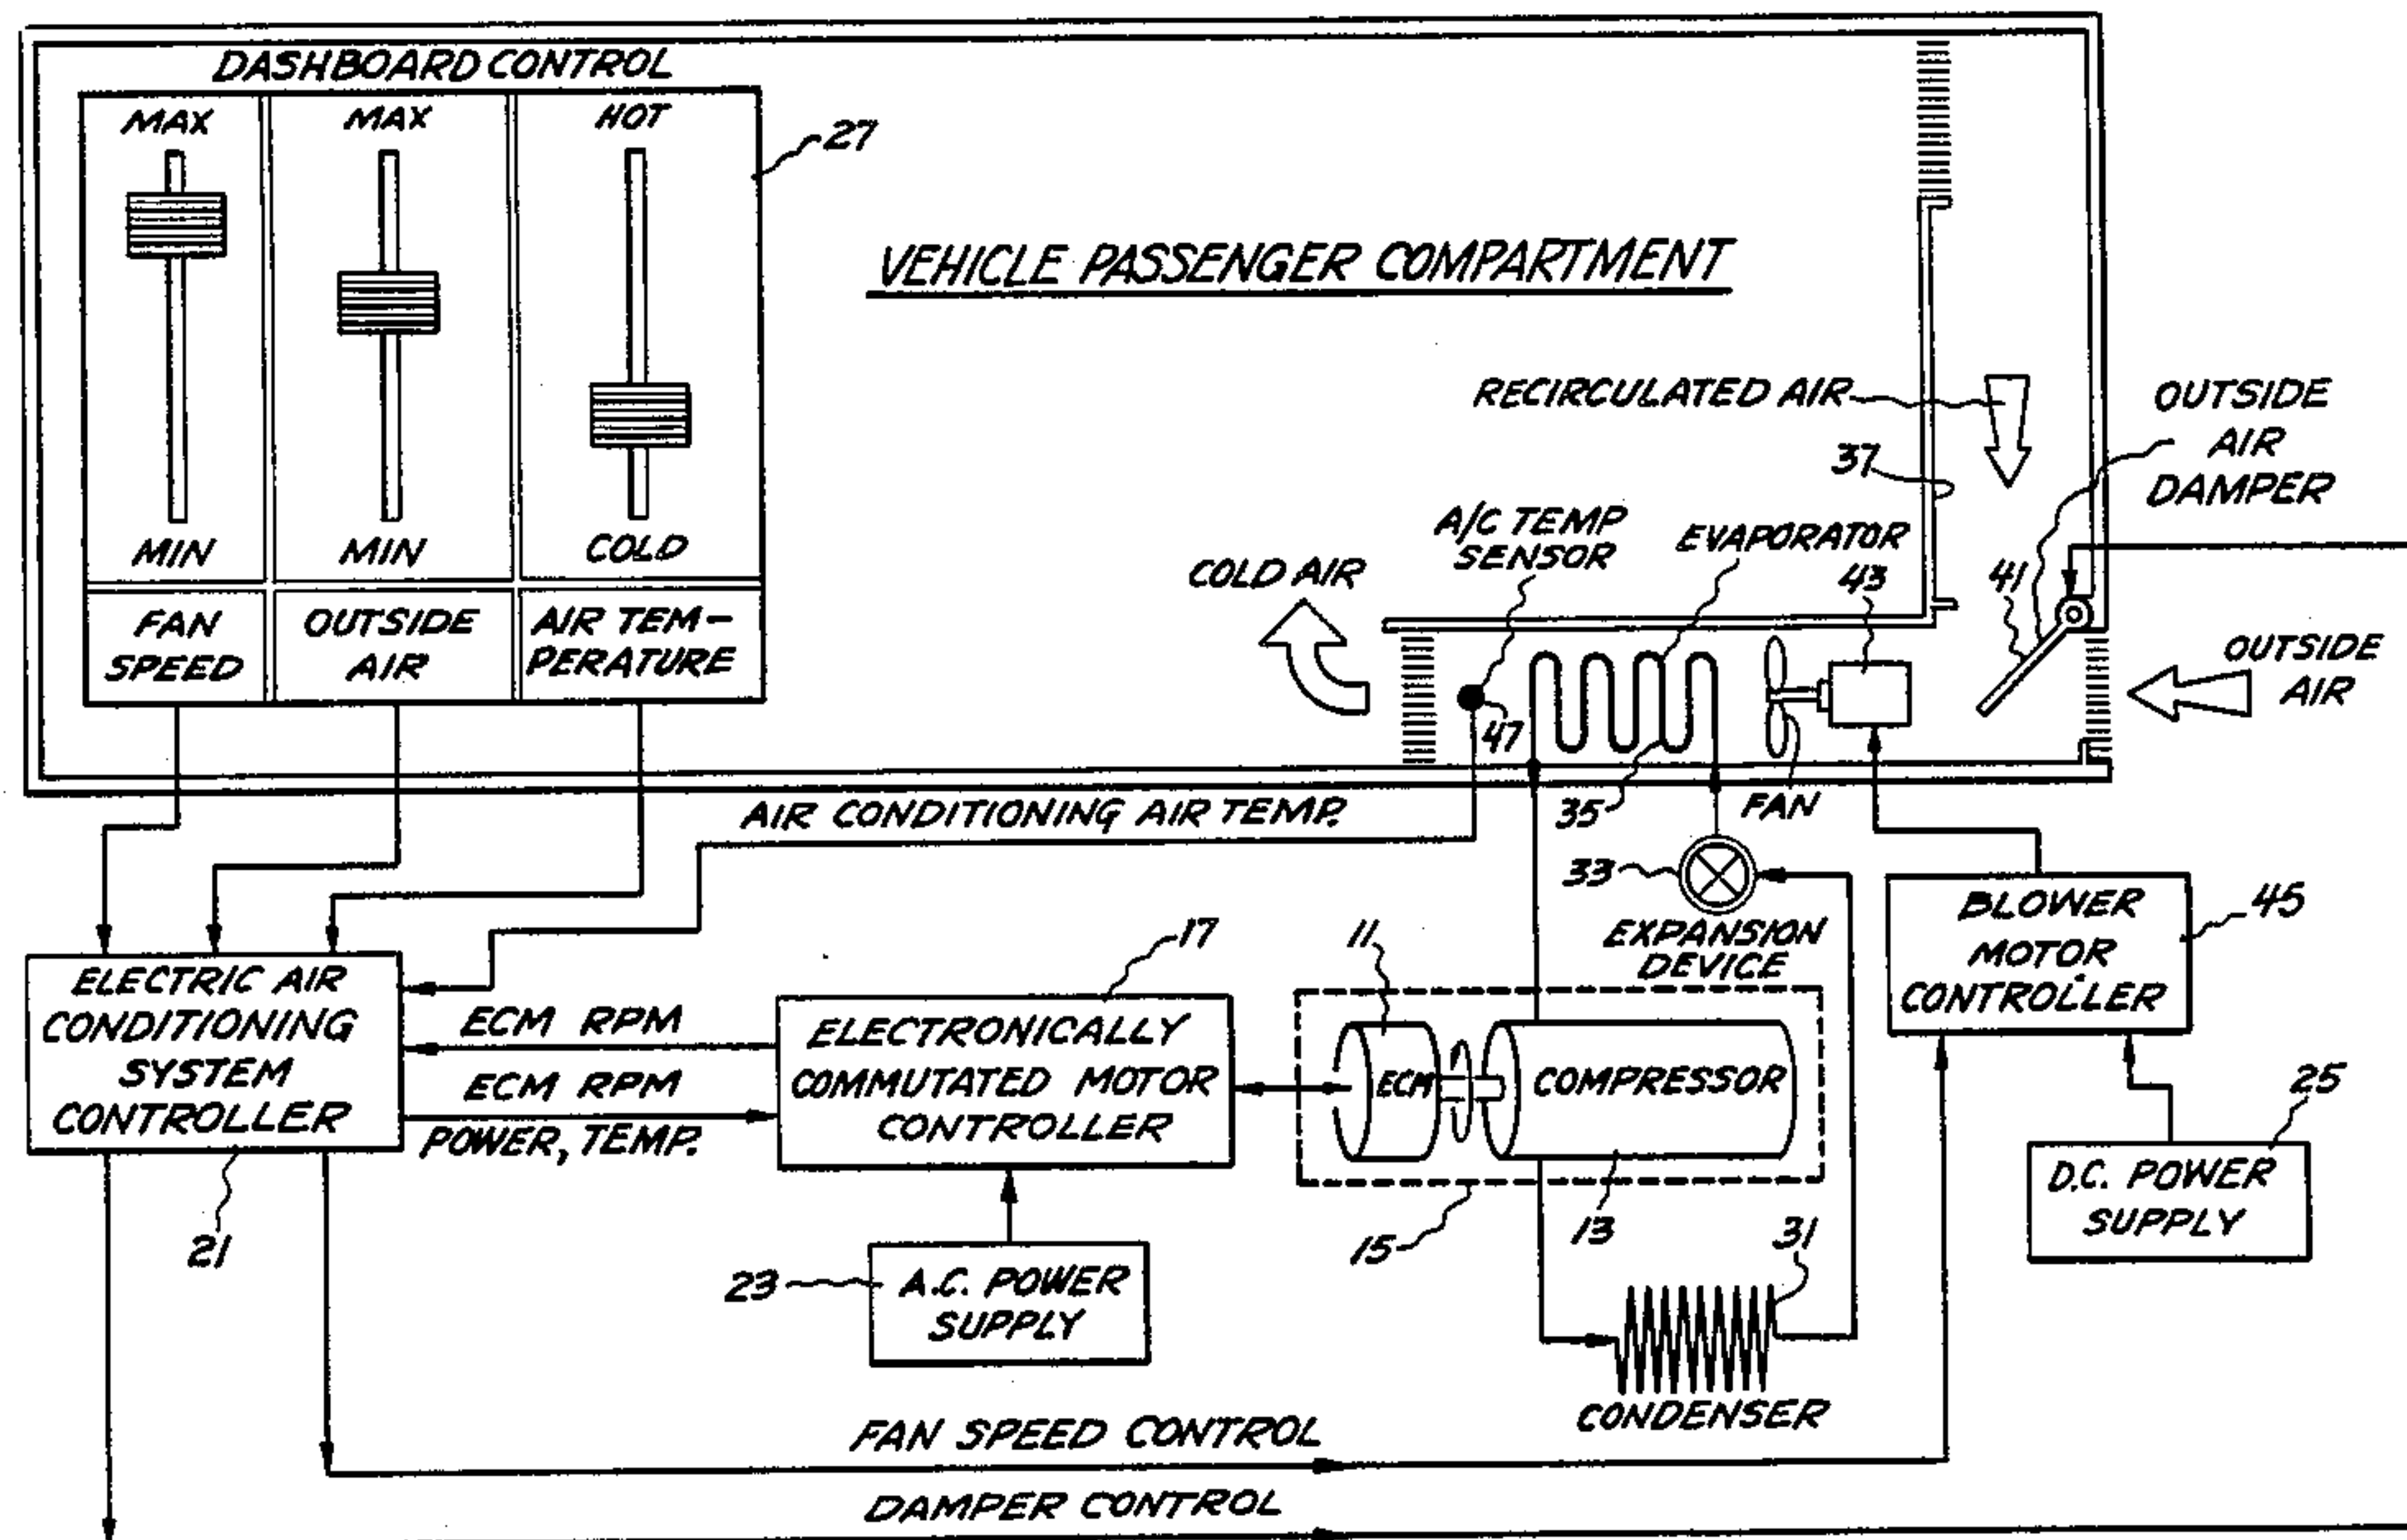 DASHBOARD CONTROL
MAX
MAX
HOT
27
MIN
MIN
COLD
FAN
SPEED
OUTSIDE
AIR
AIR TEM-
PERATURE
VEHICLE PASSENGER COMPARTMENT
RECIRCULATED AIR
37
OUTSIDE
AIR
DAMPER
A/C TEMP
SENSOR
EVAPORATOR
43
41
COLD AIR
47
OUTSIDE
AIR
35
FAN
AIR CONDITIONING AIR TEMP.
33
EXPANSION
DEVICE
BLOWER
MOTOR
CONTROLLER
45
ELECTRIC AIR
CONDITIONING
SYSTEM
CONTROLLER
21
ECM RPM
ECM RPM
POWER, TEMP.
17
ELECTRONICALLY
COMMUTATED MOTOR
CONTROLLER
11
ECM
COMPRESSOR
13
15
25
D.C. POWER
SUPPLY
23
A.C. POWER
SUPPLY
31
CONDENSER
FAN SPEED CONTROL
DAMPER CONTROL